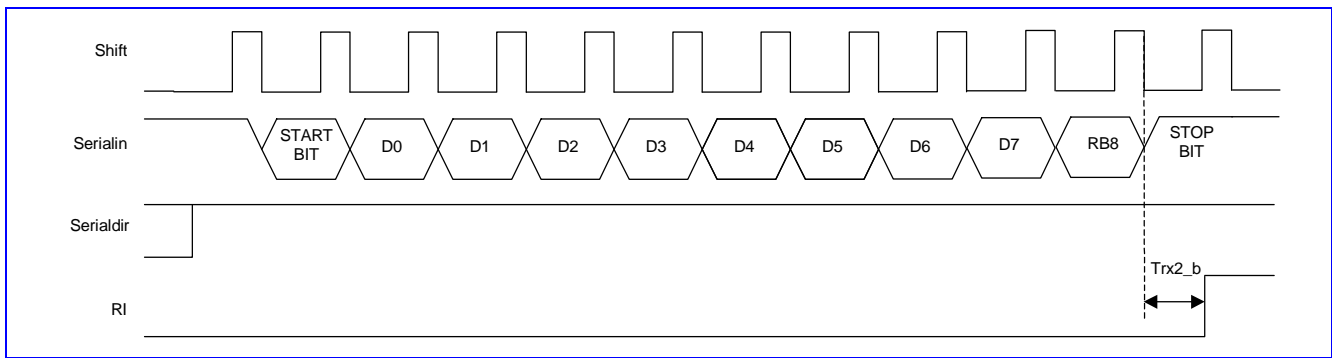 Shift
Serialin
START
BIT
D0
D1
D2
D3
D4
D5
D6
D7
RB8
STOP
BIT
Serialdir
Trx2_b
RI